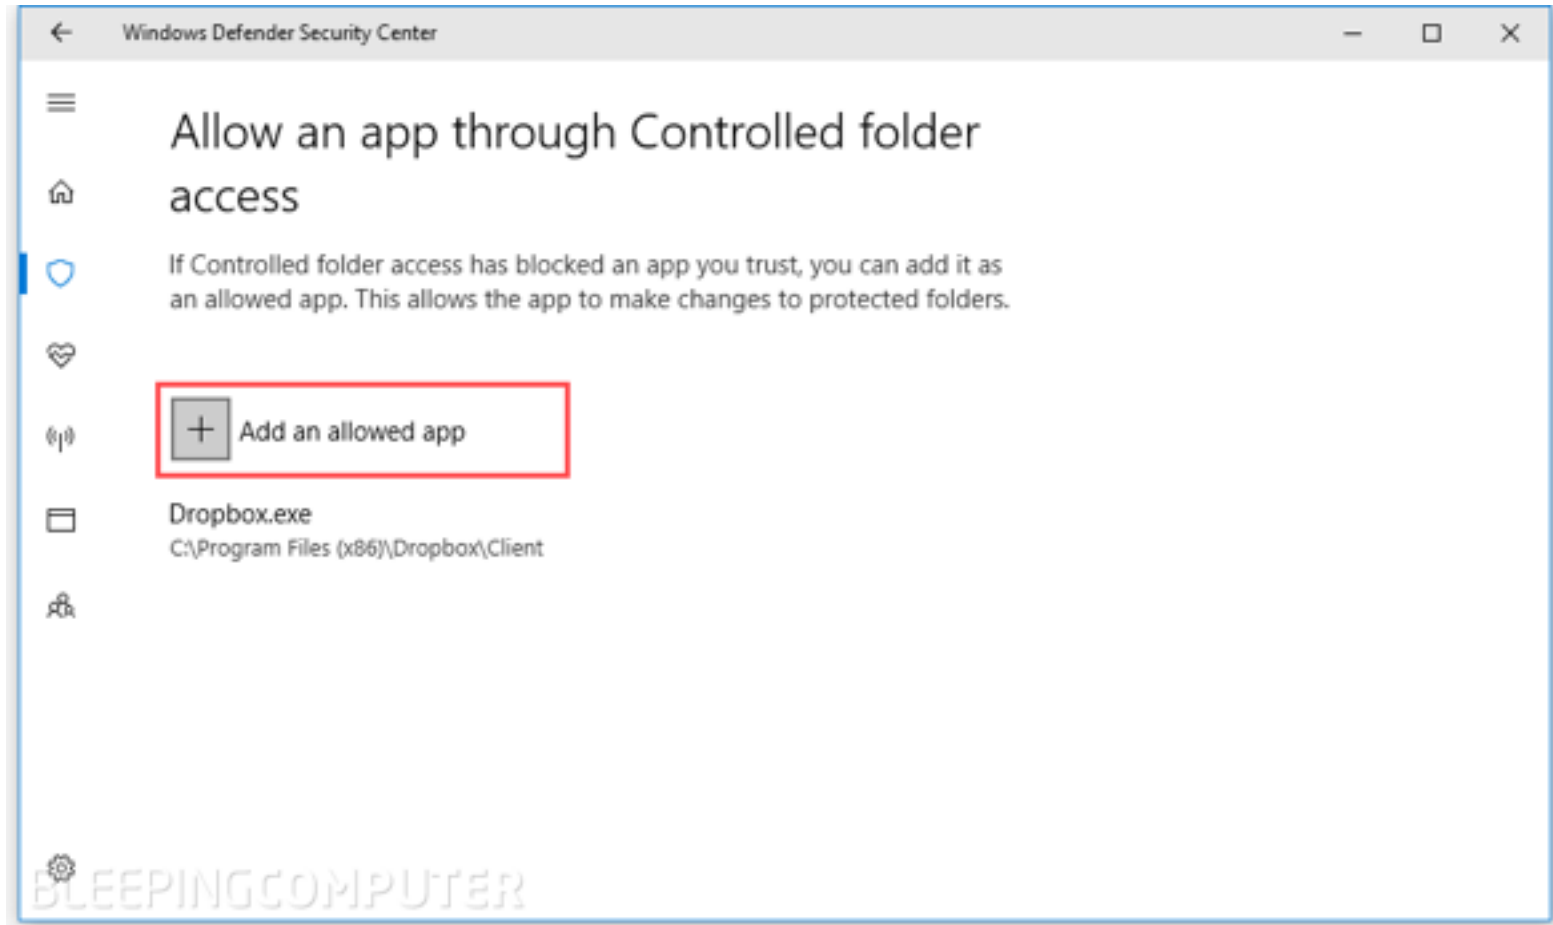 Windows Defender Security Center
Allow an app through Controlled folder
access
If Controlled folder access has blocked an app you trust, you can add it as
an allowed app. This allows the app to make changes to protected folders.
Add an allowed app
Dropbox.exe
C:\Program Files (x86)\Dropbox\Client
BLEEPINGCOMPUTER